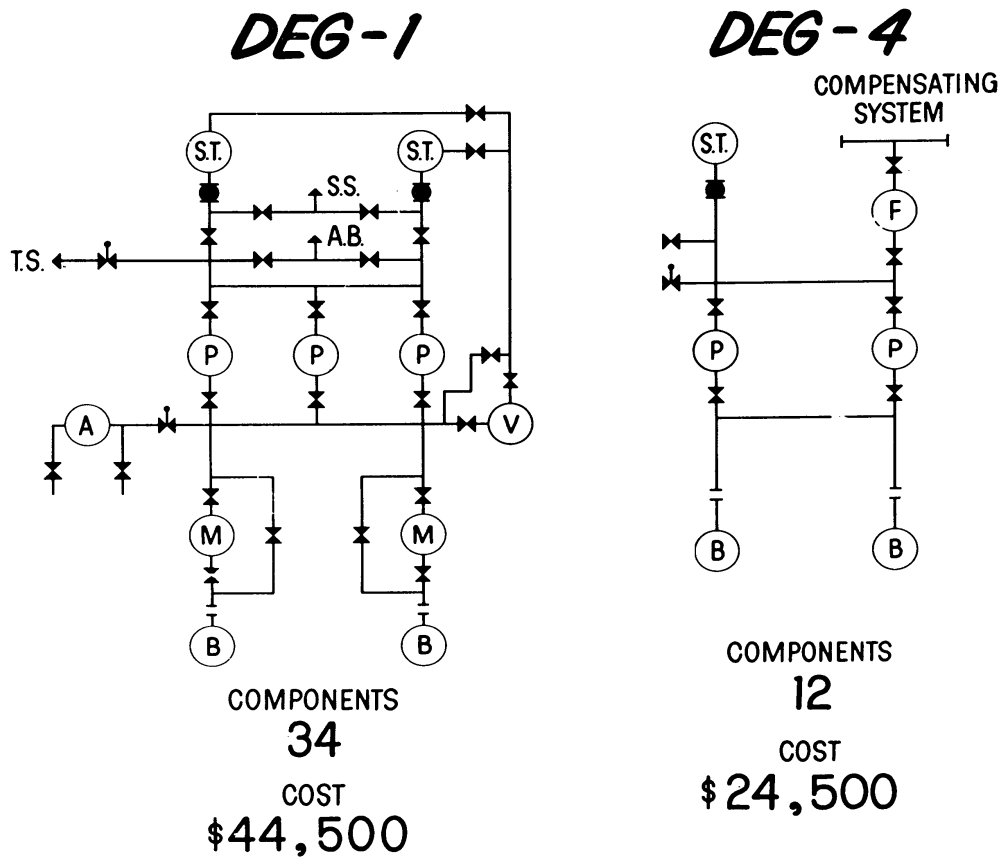 DEG-1
S.T.
S.T.
S.S.
A.B.
T.S.
P
P
P
A
V
M
M
B
B
COMPONENTS
34
COST
$44,500
DEG-4
COMPENSATING
SYSTEM
S.T.
F
P
P
B
B
COMPONENTS
12
COST
$24,500